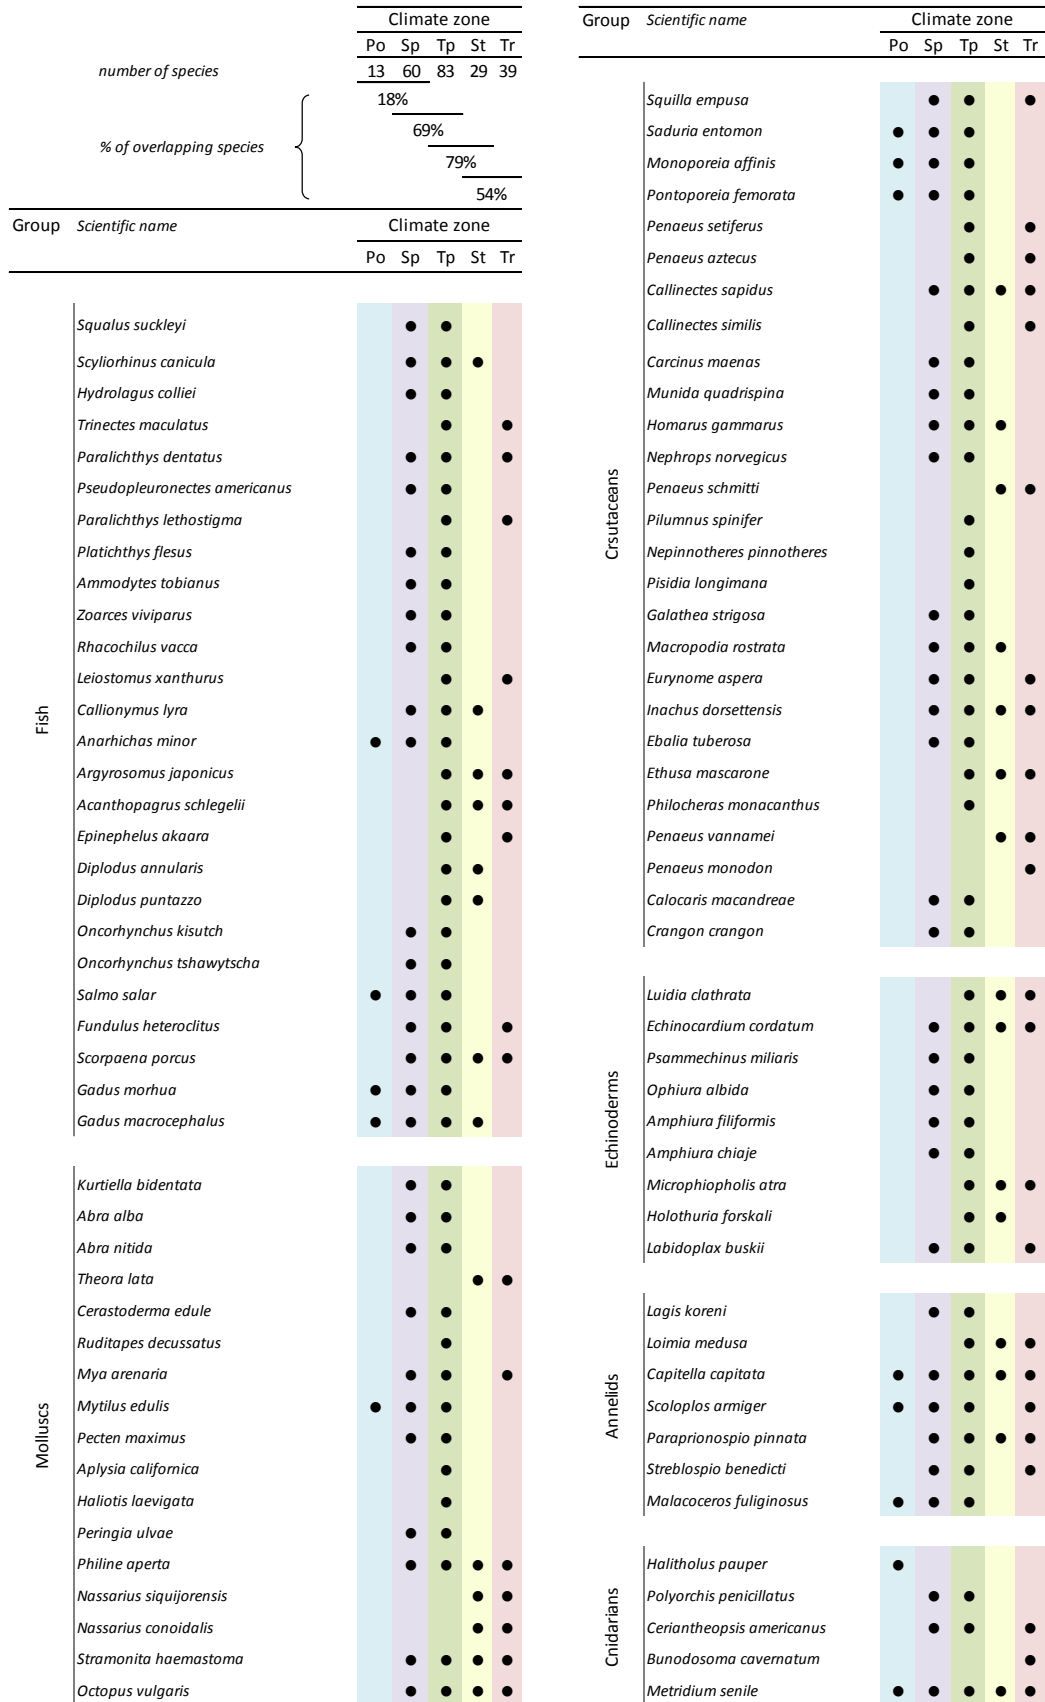 Climate zone
Po Sp Tp St Tr
number of species 13 60 83 29 39
18%
69%
% of overlapping species
79%
54%
Group Scientific name Climate zone
Po Sp Tp St Tr
Fish
Squalus suckleyi ● ●
Scyliorhinus canicula ● ● ●
Hydrolagus colliei ● ●
Trinectes maculatus ● ●
Paralichthys dentatus ● ● ●
Pseudopleuronectes americanus ● ●
Paralichthys lethostigma ● ●
Platichthys flesus ● ●
Ammodytes tobianus ● ●
Zoarces viviparus ● ●
Rhacochilus vacca ● ●
Leiostomus xanthurus ● ●
Callionymus lyra ● ● ●
Anarhichas minor ● ● ●
Argyrosomus japonicus ● ● ●
Acanthopagrus schlegelii ● ● ●
Epinephelus akaara ● ●
Diplodus annularis ● ●
Diplodus puntazzo ● ●
Oncorhynchus kisutch ● ●
Oncorhynchus tshawytscha ● ●
Salmo salar ● ● ●
Fundulus heteroclitus ● ● ●
Scorpaena porcus ● ● ● ●
Gadus morhua ● ● ●
Gadus macrocephalus ● ● ● ●
Molluscs
Kurtiella bidentata ● ●
Abra alba ● ●
Abra nitida ● ●
Theora lata ● ●
Cerastoderma edule ● ●
Ruditapes decussatus ●
Mya arenaria ● ● ●
Mytilus edulis ● ● ●
Pecten maximus ● ●
Aplysia californica ●
Haliotis laevigata ●
Peringia ulvae ● ●
Philine aperta ● ● ● ●
Nassarius siquijorensis ● ●
Nassarius conoidalis ● ●
Stramonita haemastoma ● ● ● ●
Octopus vulgaris ● ● ● ●
Group Scientific name Climate zone
Po Sp Tp St Tr
Crsutaceans
Squilla empusa ● ● ●
Saduria entomon ● ● ●
Monoporeia affinis ● ● ●
Pontoporeia femorata ● ● ●
Penaeus setiferus ● ●
Penaeus aztecus ● ●
Callinectes sapidus ● ● ● ●
Callinectes similis ● ●
Carcinus maenas ● ●
Munida quadrispina ● ●
Homarus gammarus ● ● ●
Nephrops norvegicus ● ●
Penaeus schmitti ● ●
Pilumnus spinifer ●
Nepinnotheres pinnotheres ●
Pisidia longimana ●
Galathea strigosa ● ●
Macropodia rostrata ● ● ●
Eurynome aspera ● ● ●
Inachus dorsettensis ● ● ● ●
Ebalia tuberosa ● ●
Ethusa mascarone ● ● ●
Philocheras monacanthus ●
Penaeus vannamei ● ●
Penaeus monodon ●
Calocaris macandreae ● ●
Crangon crangon ● ●
Echinoderms
Luidia clathrata ● ● ●
Echinocardium cordatum ● ● ● ●
Psammechinus miliaris ● ●
Ophiura albida ● ●
Amphiura filiformis ● ●
Amphiura chiaje ● ●
Microphiopholis atra ● ● ●
Holothuria forskali ● ●
Labidoplax buskii ● ● ●
Annelids
Lagis koreni ● ●
Loimia medusa ● ● ●
Capitella capitata ● ● ● ● ●
Scoloplos armiger ● ● ● ●
Paraprionospio pinnata ● ● ● ●
Streblospio benedicti ● ● ●
Malacoceros fuliginosus ● ● ●
Cnidarians
Halitholus pauper ●
Polyorchis penicillatus ● ●
Ceriantheopsis americanus ● ● ●
Bunodosoma cavernatum ●
Metridium senile ● ● ● ● ●